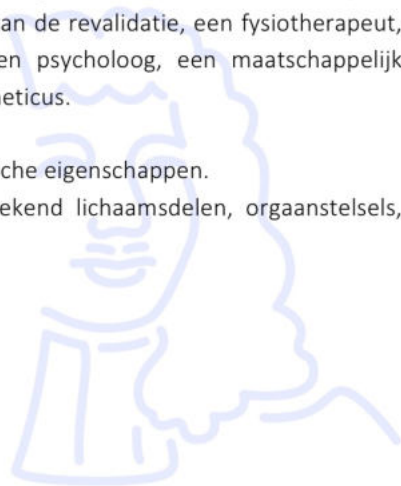 an de revalidatie, een fysiotherapeut,
en psycholoog, een maatschappelijk
eticus.
che eigenschappen.
ekend lichaamsdelen, orgaanstelsels,